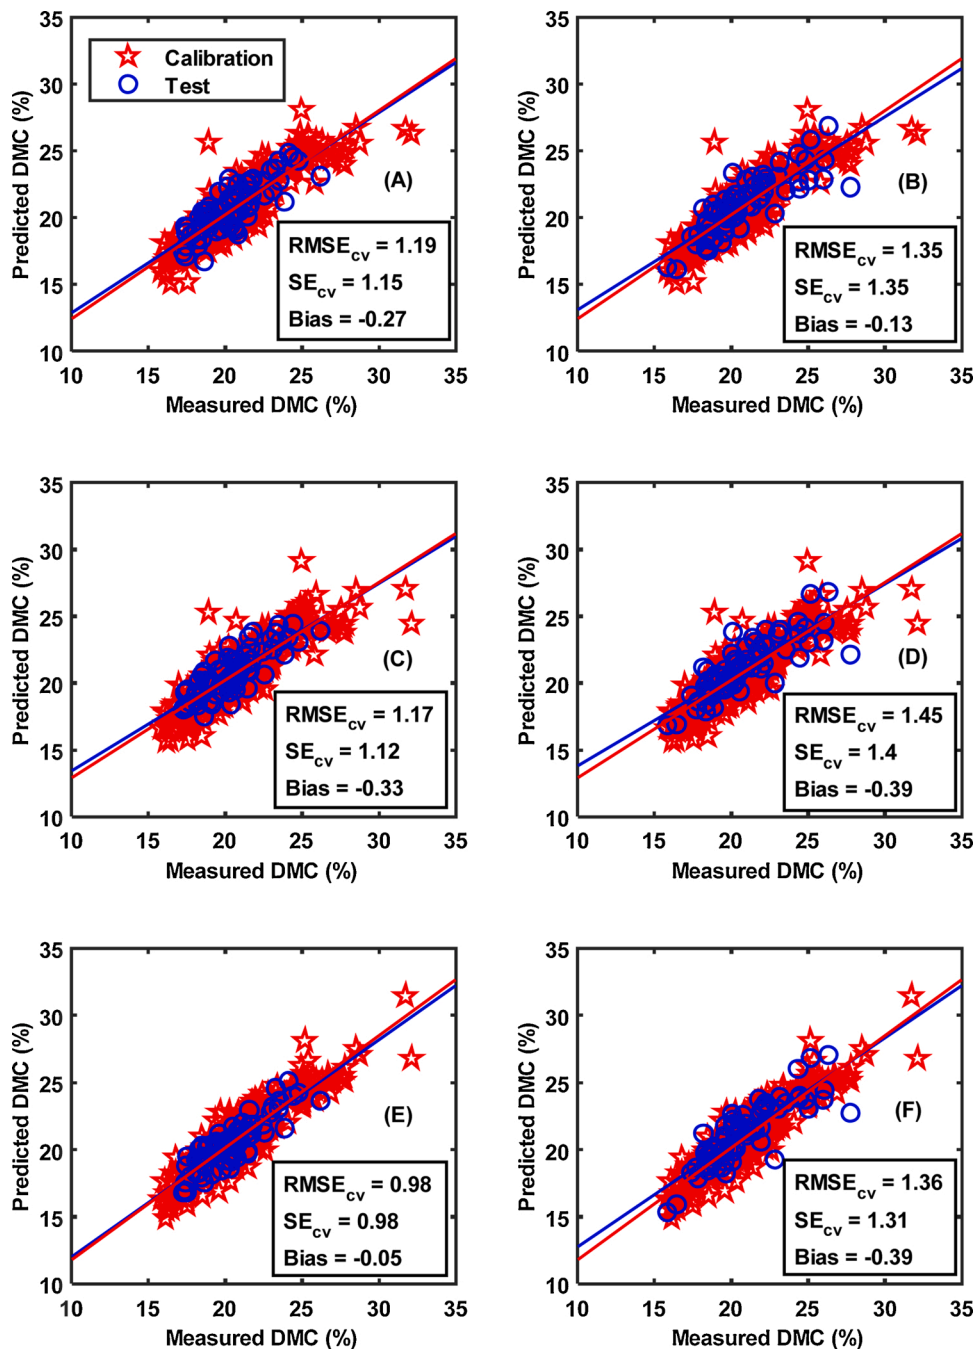 35
30
25
20
15
10
Predicted DMC (%)
Calibration
Test
(A)
RMSEcv = 1.19
SEcv = 1.15
Bias = -0.27
10 15 20 25 30 35
Measured DMC (%)
35
30
25
20
15
10
Predicted DMC (%)
(B)
RMSEcv = 1.35
SEcv = 1.35
Bias = -0.13
10 15 20 25 30 35
Measured DMC (%)
35
30
25
20
15
10
Predicted DMC (%)
(C)
RMSEcv = 1.17
SEcv = 1.12
Bias = -0.33
10 15 20 25 30 35
Measured DMC (%)
35
30
25
20
15
10
Predicted DMC (%)
(D)
RMSEcv = 1.45
SEcv = 1.4
Bias = -0.39
10 15 20 25 30 35
Measured DMC (%)
35
30
25
20
15
10
Predicted DMC (%)
(E)
RMSEcv = 0.98
SEcv = 0.98
Bias = -0.05
10 15 20 25 30 35
Measured DMC (%)
35
30
25
20
15
10
Predicted DMC (%)
(F)
RMSEcv = 1.36
SEcv = 1.31
Bias = -0.39
10 15 20 25 30 35
Measured DMC (%)